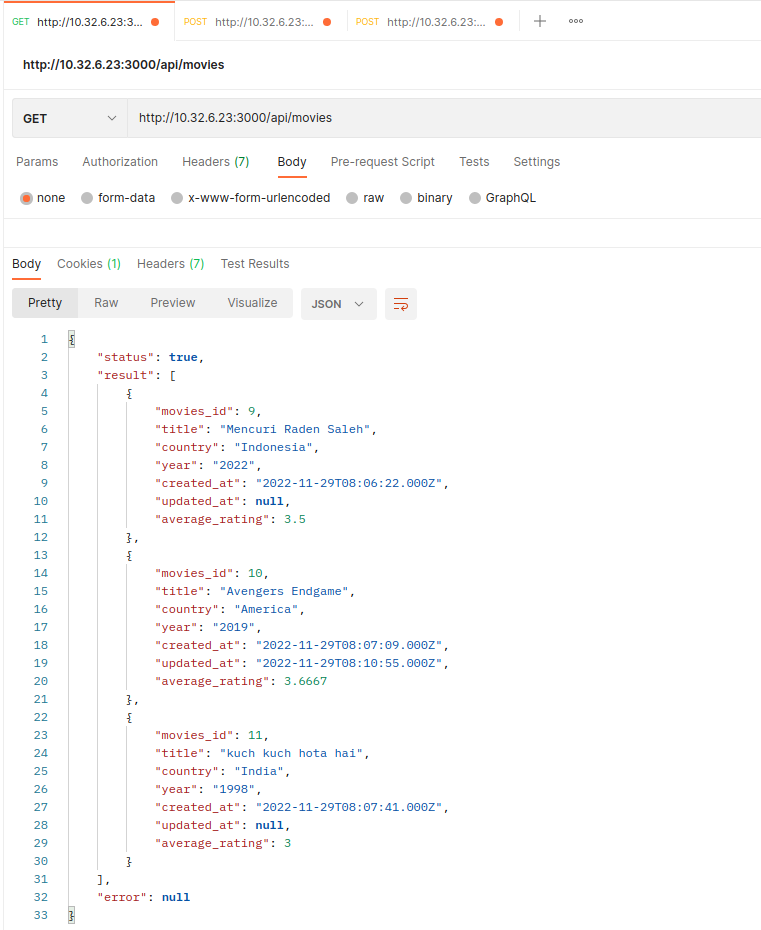 GET http://10.32.6.23:3... POST http://10.32.6.23:... POST http://10.32.6.23:...
http://10.32.6.23:3000/api/movies
GET http://10.32.6.23:3000/api/movies
Params Authorization Headers (7) Body Pre-request Script Tests Settings
none form-data x-www-form-urlencoded raw binary GraphQL
Body Cookies (1) Headers (7) Test Results
Pretty Raw Preview Visualize JSON
1 {
2 "status": true,
3 "result": [
4 {
5 "movies_id": 9,
6 "title": "Mencuri Raden Saleh",
7 "country": "Indonesia",
8 "year": "2022",
9 "created_at": "2022-11-29T08:06:22.000Z",
10 "updated_at": null,
11 "average_rating": 3.5
12 },
13 {
14 "movies_id": 10,
15 "title": "Avengers Endgame",
16 "country": "America",
17 "year": "2019",
18 "created_at": "2022-11-29T08:07:09.000Z",
19 "updated_at": "2022-11-29T08:10:55.000Z",
20 "average_rating": 3.6667
21 },
22 {
23 "movies_id": 11,
24 "title": "kuch kuch hota hai",
25 "country": "India",
26 "year": "1998",
27 "created_at": "2022-11-29T08:07:41.000Z",
28 "updated_at": null,
29 "average_rating": 3
30 }
31 ],
32 "error": null
33 }